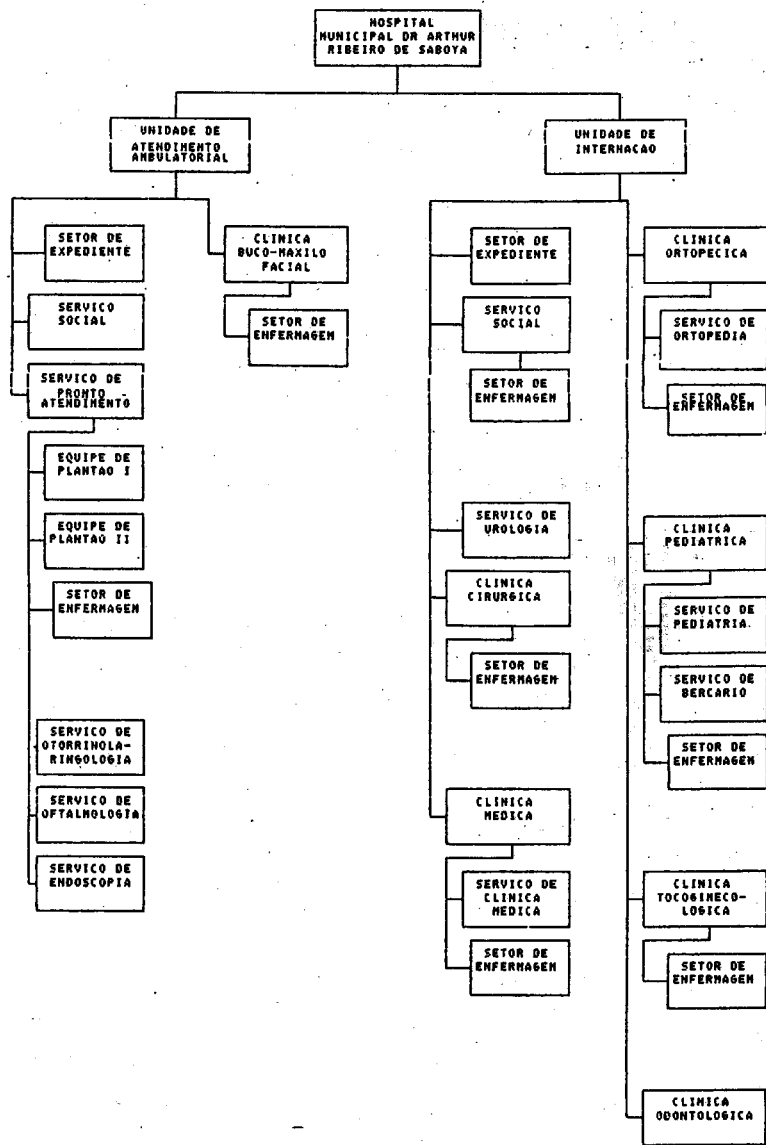 HOSPITAL
MUNICIPAL DR ARTHUR
RIBEIRO DE SABOYA
UNIDADE DE
ATENDIMENTO
AMBULATORIAL
SETOR DE
EXPEDIENTE
SERVICO
SOCIAL
SERVICO DE
PRONTO -
ATENDIMENTO
EQUIPE DE
PLANTAO I
EQUIPE DE
PLANTAO II
SETOR DE
ENFERMAGEM
SERVICO DE
OTORRINOLA-
RINGOLOGIA
SERVICO DE
OFTALMOLOGIA
SERVICO DE
ENDOSCOPIA
CLINICA
BUCO-MAXILO
FACIAL
SETOR DE
ENFERMAGEM
UNIDADE DE
INTERNACAO
SETOR DE
EXPEDIENTE
SERVICO
SOCIAL
SETOR DE
ENFERMAGEM
SERVICO DE
UROLOGIA
CLINICA
CIRURGICA
SETOR DE
ENFERMAGEM
CLINICA
MEDICA
SERVICO DE
CLINICA
MEDICA
SETOR DE
ENFERMAGEM
CLINICA
ORTOPECICA
SERVICO DE
ORTOPEDIA
SETOR DE
ENFERMAGEM
CLINICA
PEDIATRICA
SERVICO DE
PEDIATRIA
SERVICO DE
BERCARIO
SETOR DE
ENFERMAGEM
CLINICA
TOCOGINECO-
LOGICA
SETOR DE
ENFERMAGEM
CLINICA
ODONTOLOGICA